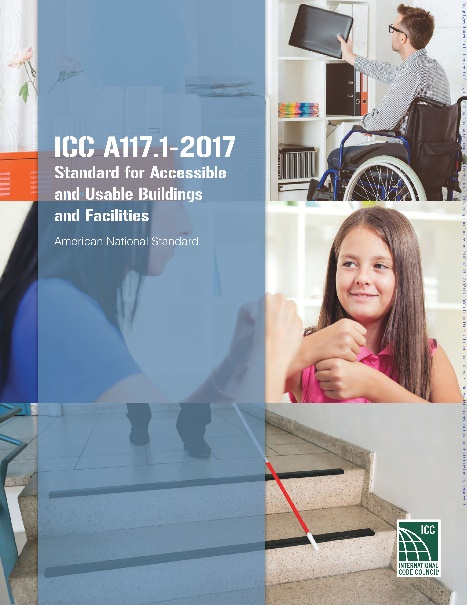 ICC A117.1-2017
Standard for Accessible
and Usable Buildings
and Facilities
American National Standard
ICC
INTERNATIONAL
CODE COUNCIL